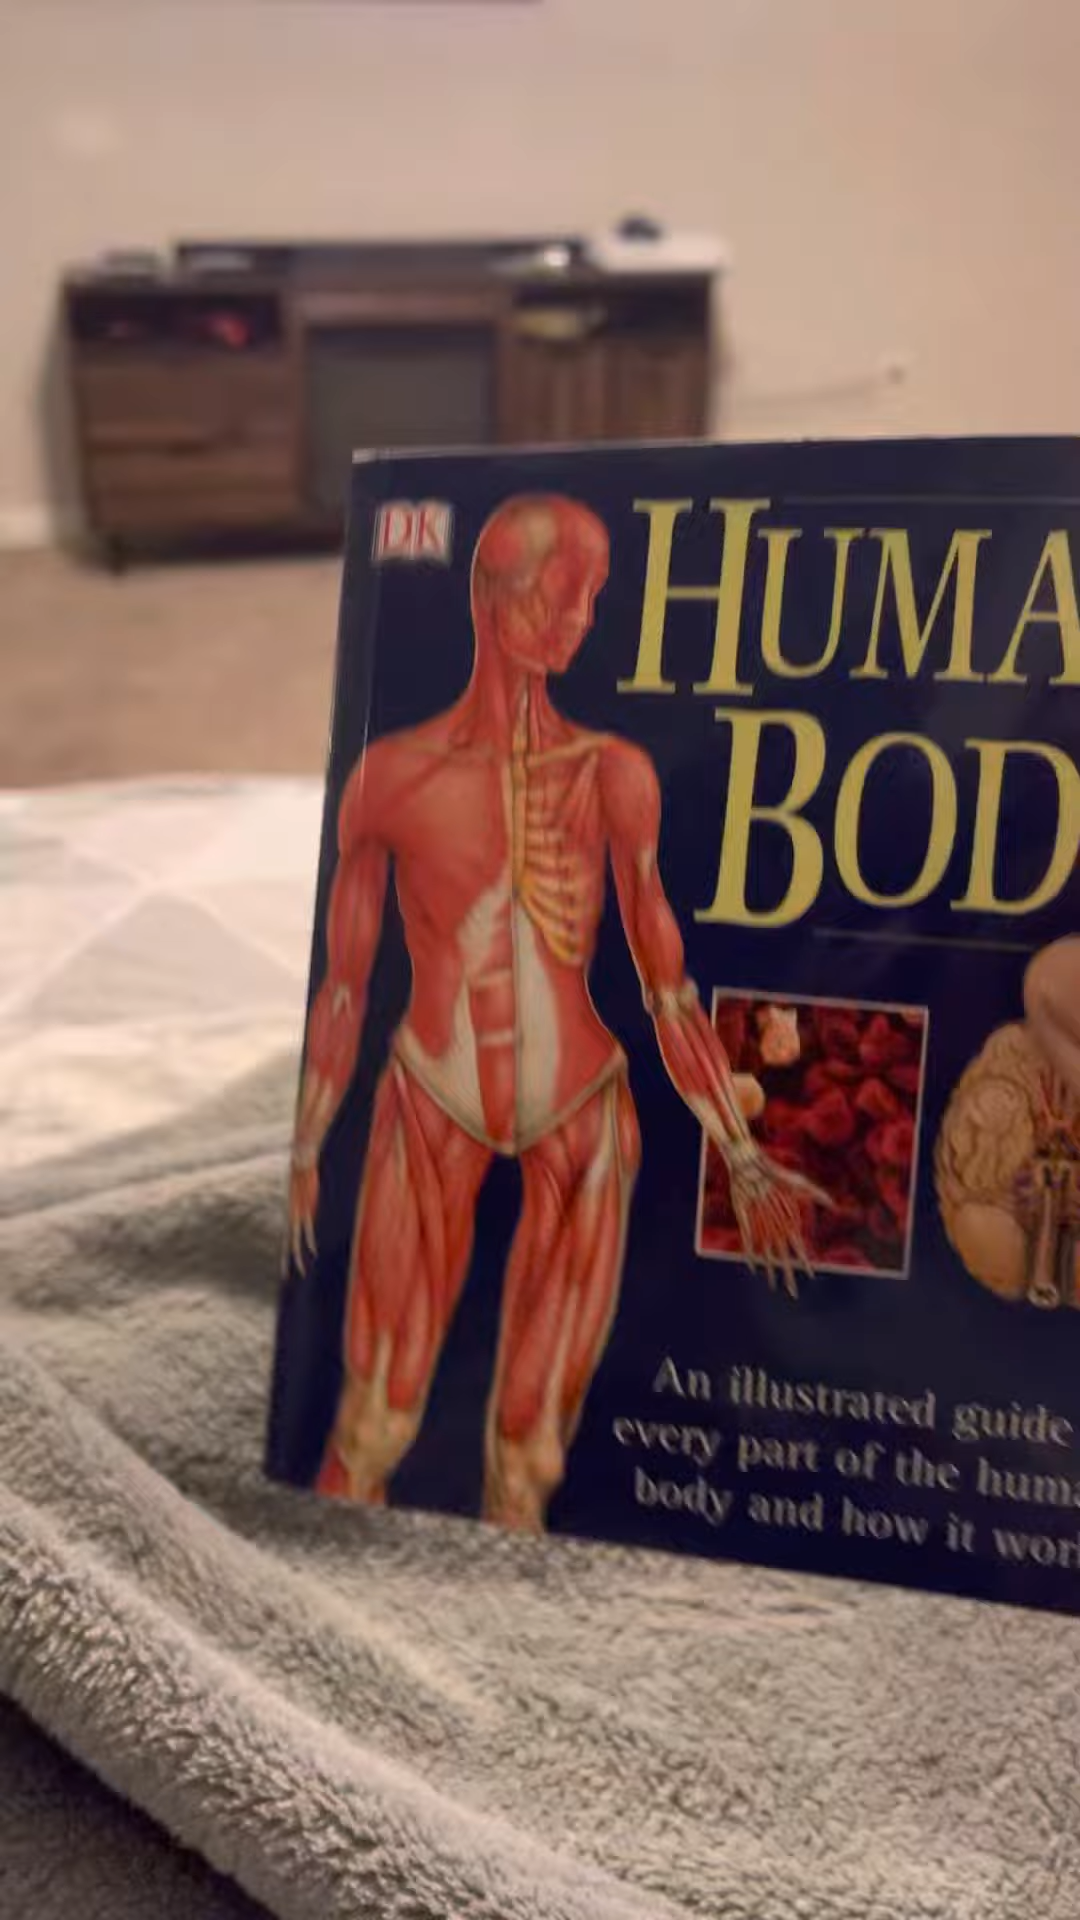 DK
HUMA
BOD
An illustrated guide
every part of the huma
body and how it wor